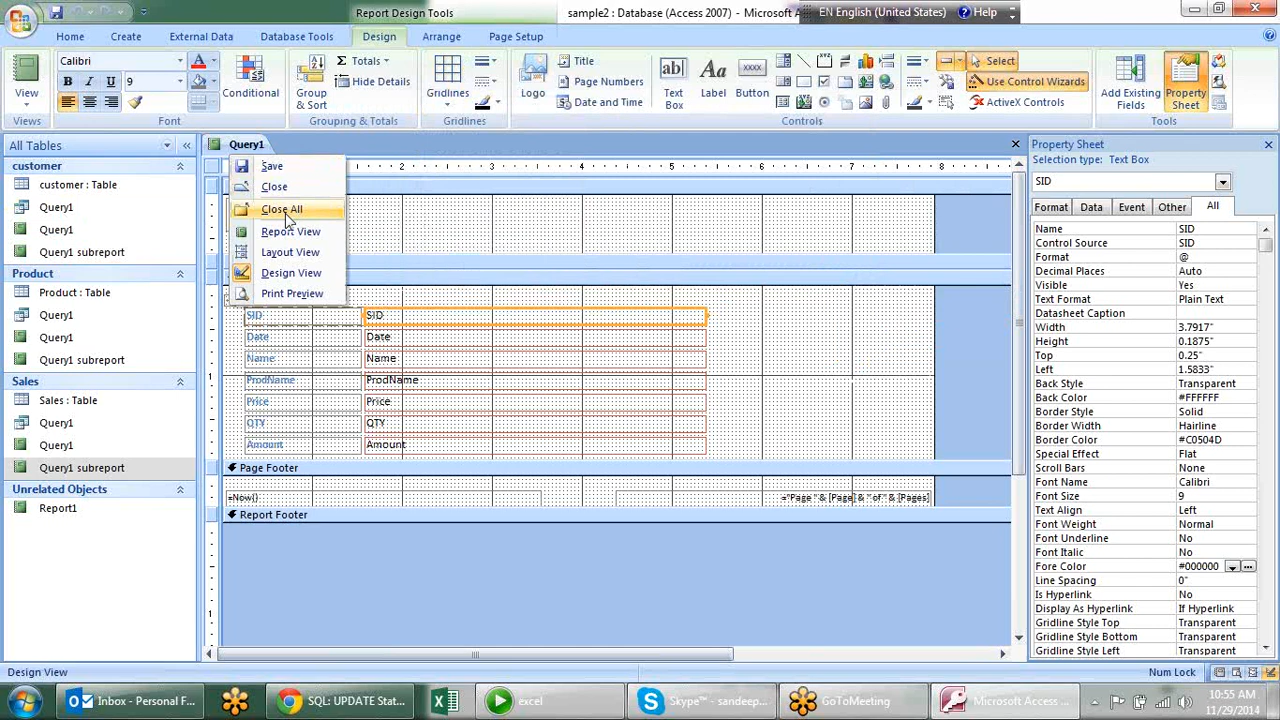 Report Design Tools
sample2 : Database (Access 2007) - Microsoft A
EN English (United States)
Help
Home
Create
External Data
Database Tools
Design
Arrange
Page Setup
View
Views
Calibri
B I U 9
Conditional
Font
Group & Sort
Σ Totals
Hide Details
Grouping & Totals
Gridlines
Gridlines
Logo
Title
Page Numbers
Date and Time
ab|
Text Box
Aa
Label
XXXX
Button
Controls
Select
Use Control Wizards
ActiveX Controls
Add Existing Fields
Property Sheet
Tools
All Tables
customer
customer : Table
Query1
Query1
Query1 subreport
Product
Product : Table
Query1
Query1
Query1 subreport
Sales
Sales : Table
Query1
Query1
Query1 subreport
Unrelated Objects
Report1
Query1
2 3 4 5 6 7 8
Save
Close
Close All
Report View
Layout View
Design View
Print Preview
SID SID
Date Date
Name Name
ProdName ProdName
1
Price Price
QTY QTY
Amount Amount
Page Footer
=Now() ="Page " & [Page] & " of " & [Pages]
Report Footer
1
Property Sheet
Selection type: Text Box
SID
Format Data Event Other All
Name SID
Control Source SID
Format @
Decimal Places Auto
Visible Yes
Text Format Plain Text
Datasheet Caption
Width 3.7917"
Height 0.1875"
Top 0.25"
Left 1.5833"
Back Style Transparent
Back Color #FFFFFF
Border Style Solid
Border Width Hairline
Border Color #C0504D
Special Effect Flat
Scroll Bars None
Font Name Calibri
Font Size 9
Text Align Left
Font Weight Normal
Font Underline No
Font Italic No
Fore Color #000000
Line Spacing 0"
Is Hyperlink No
Display As Hyperlink If Hyperlink
Gridline Style Top Transparent
Gridline Style Bottom Transparent
Gridline Style Left Transparent
Design View
Num Lock
Inbox - Personal F...
SQL: UPDATE Stat...
excel
Skype™ - sandeep...
GoToMeeting
Microsoft Access ...
10:55 AM
11/29/2014